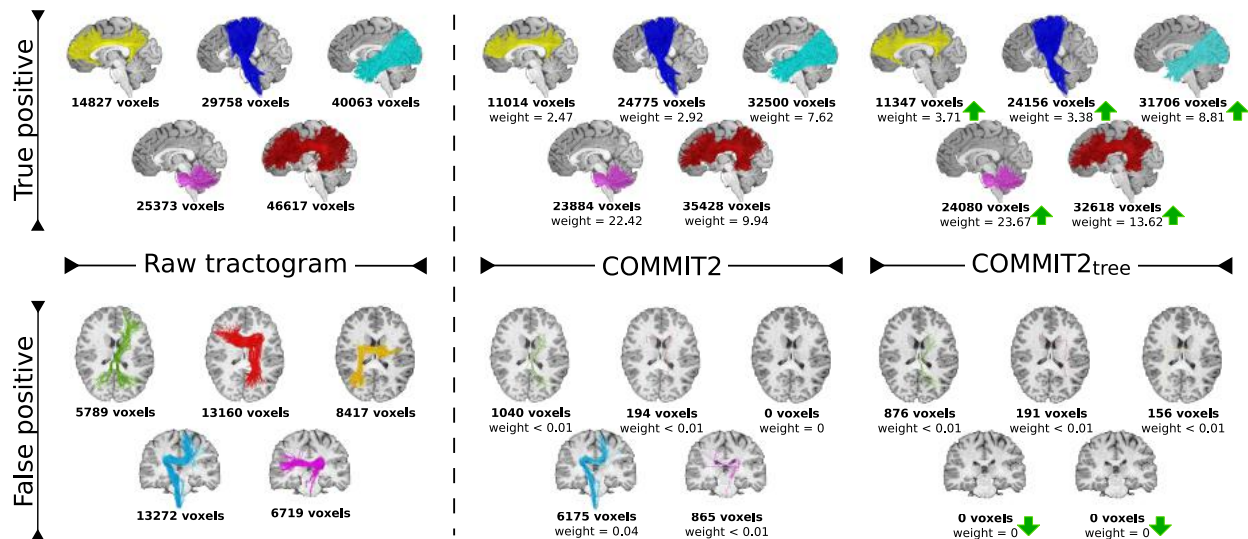 True positive
14827 voxels
29758 voxels
40063 voxels
25373 voxels
46617 voxels
11014 voxels
weight = 2.47
24775 voxels
weight = 2.92
32500 voxels
weight = 7.62
23884 voxels
weight = 22.42
35428 voxels
weight = 9.94
11347 voxels
weight = 3.71
24156 voxels
weight = 3.38
31706 voxels
weight = 8.81
24080 voxels
weight = 23.67
32618 voxels
weight = 13.62
Raw tractogram
COMMIT2
COMMIT2tree
False positive
5789 voxels
13160 voxels
8417 voxels
13272 voxels
6719 voxels
1040 voxels
weight < 0.01
194 voxels
weight < 0.01
0 voxels
weight = 0
6175 voxels
weight = 0.04
865 voxels
weight < 0.01
876 voxels
weight < 0.01
191 voxels
weight < 0.01
156 voxels
weight < 0.01
0 voxels
weight = 0
0 voxels
weight = 0